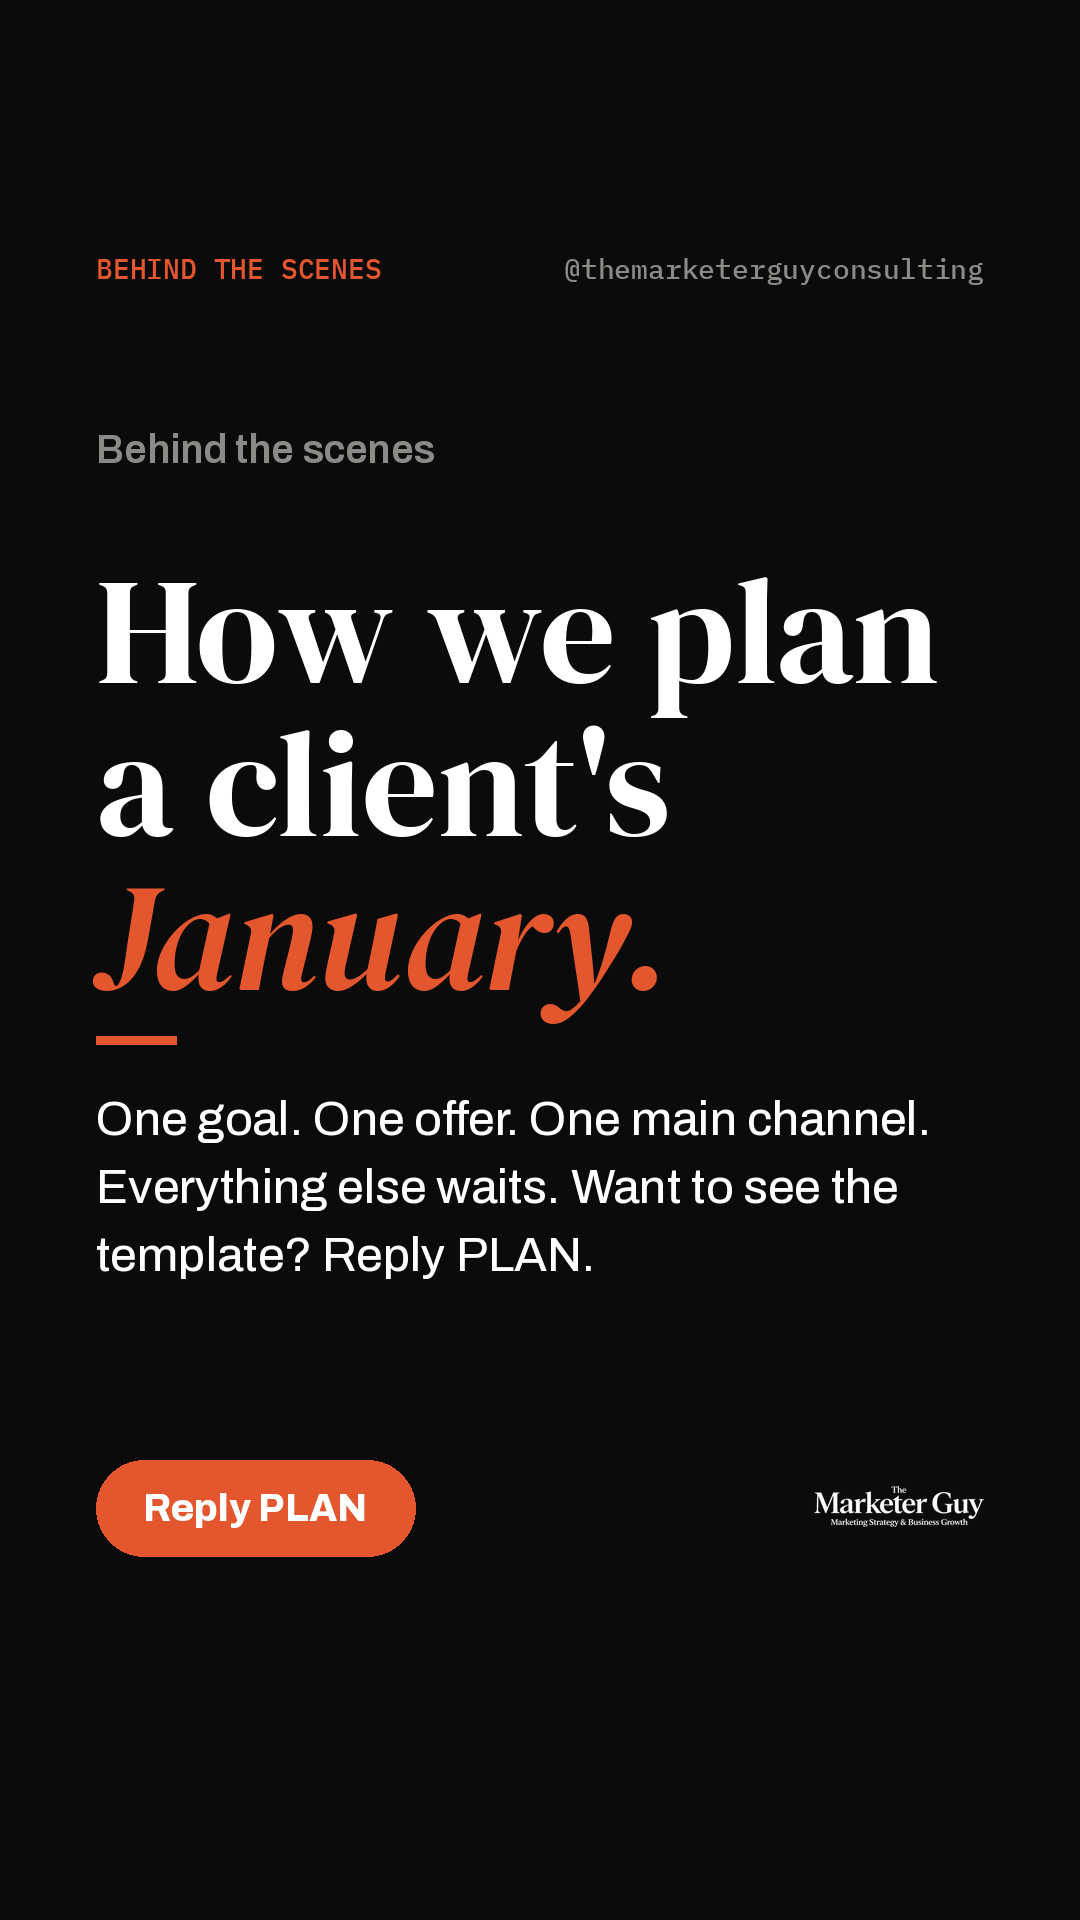 BEHIND THE SCENES
@themarketerguyconsulting
Behind the scenes
How we plan
a client's
January.
One goal. One offer. One main channel.
Everything else waits. Want to see the
template? Reply PLAN.
Reply PLAN
The
Marketer Guy
Marketing Strategy & Business Growth